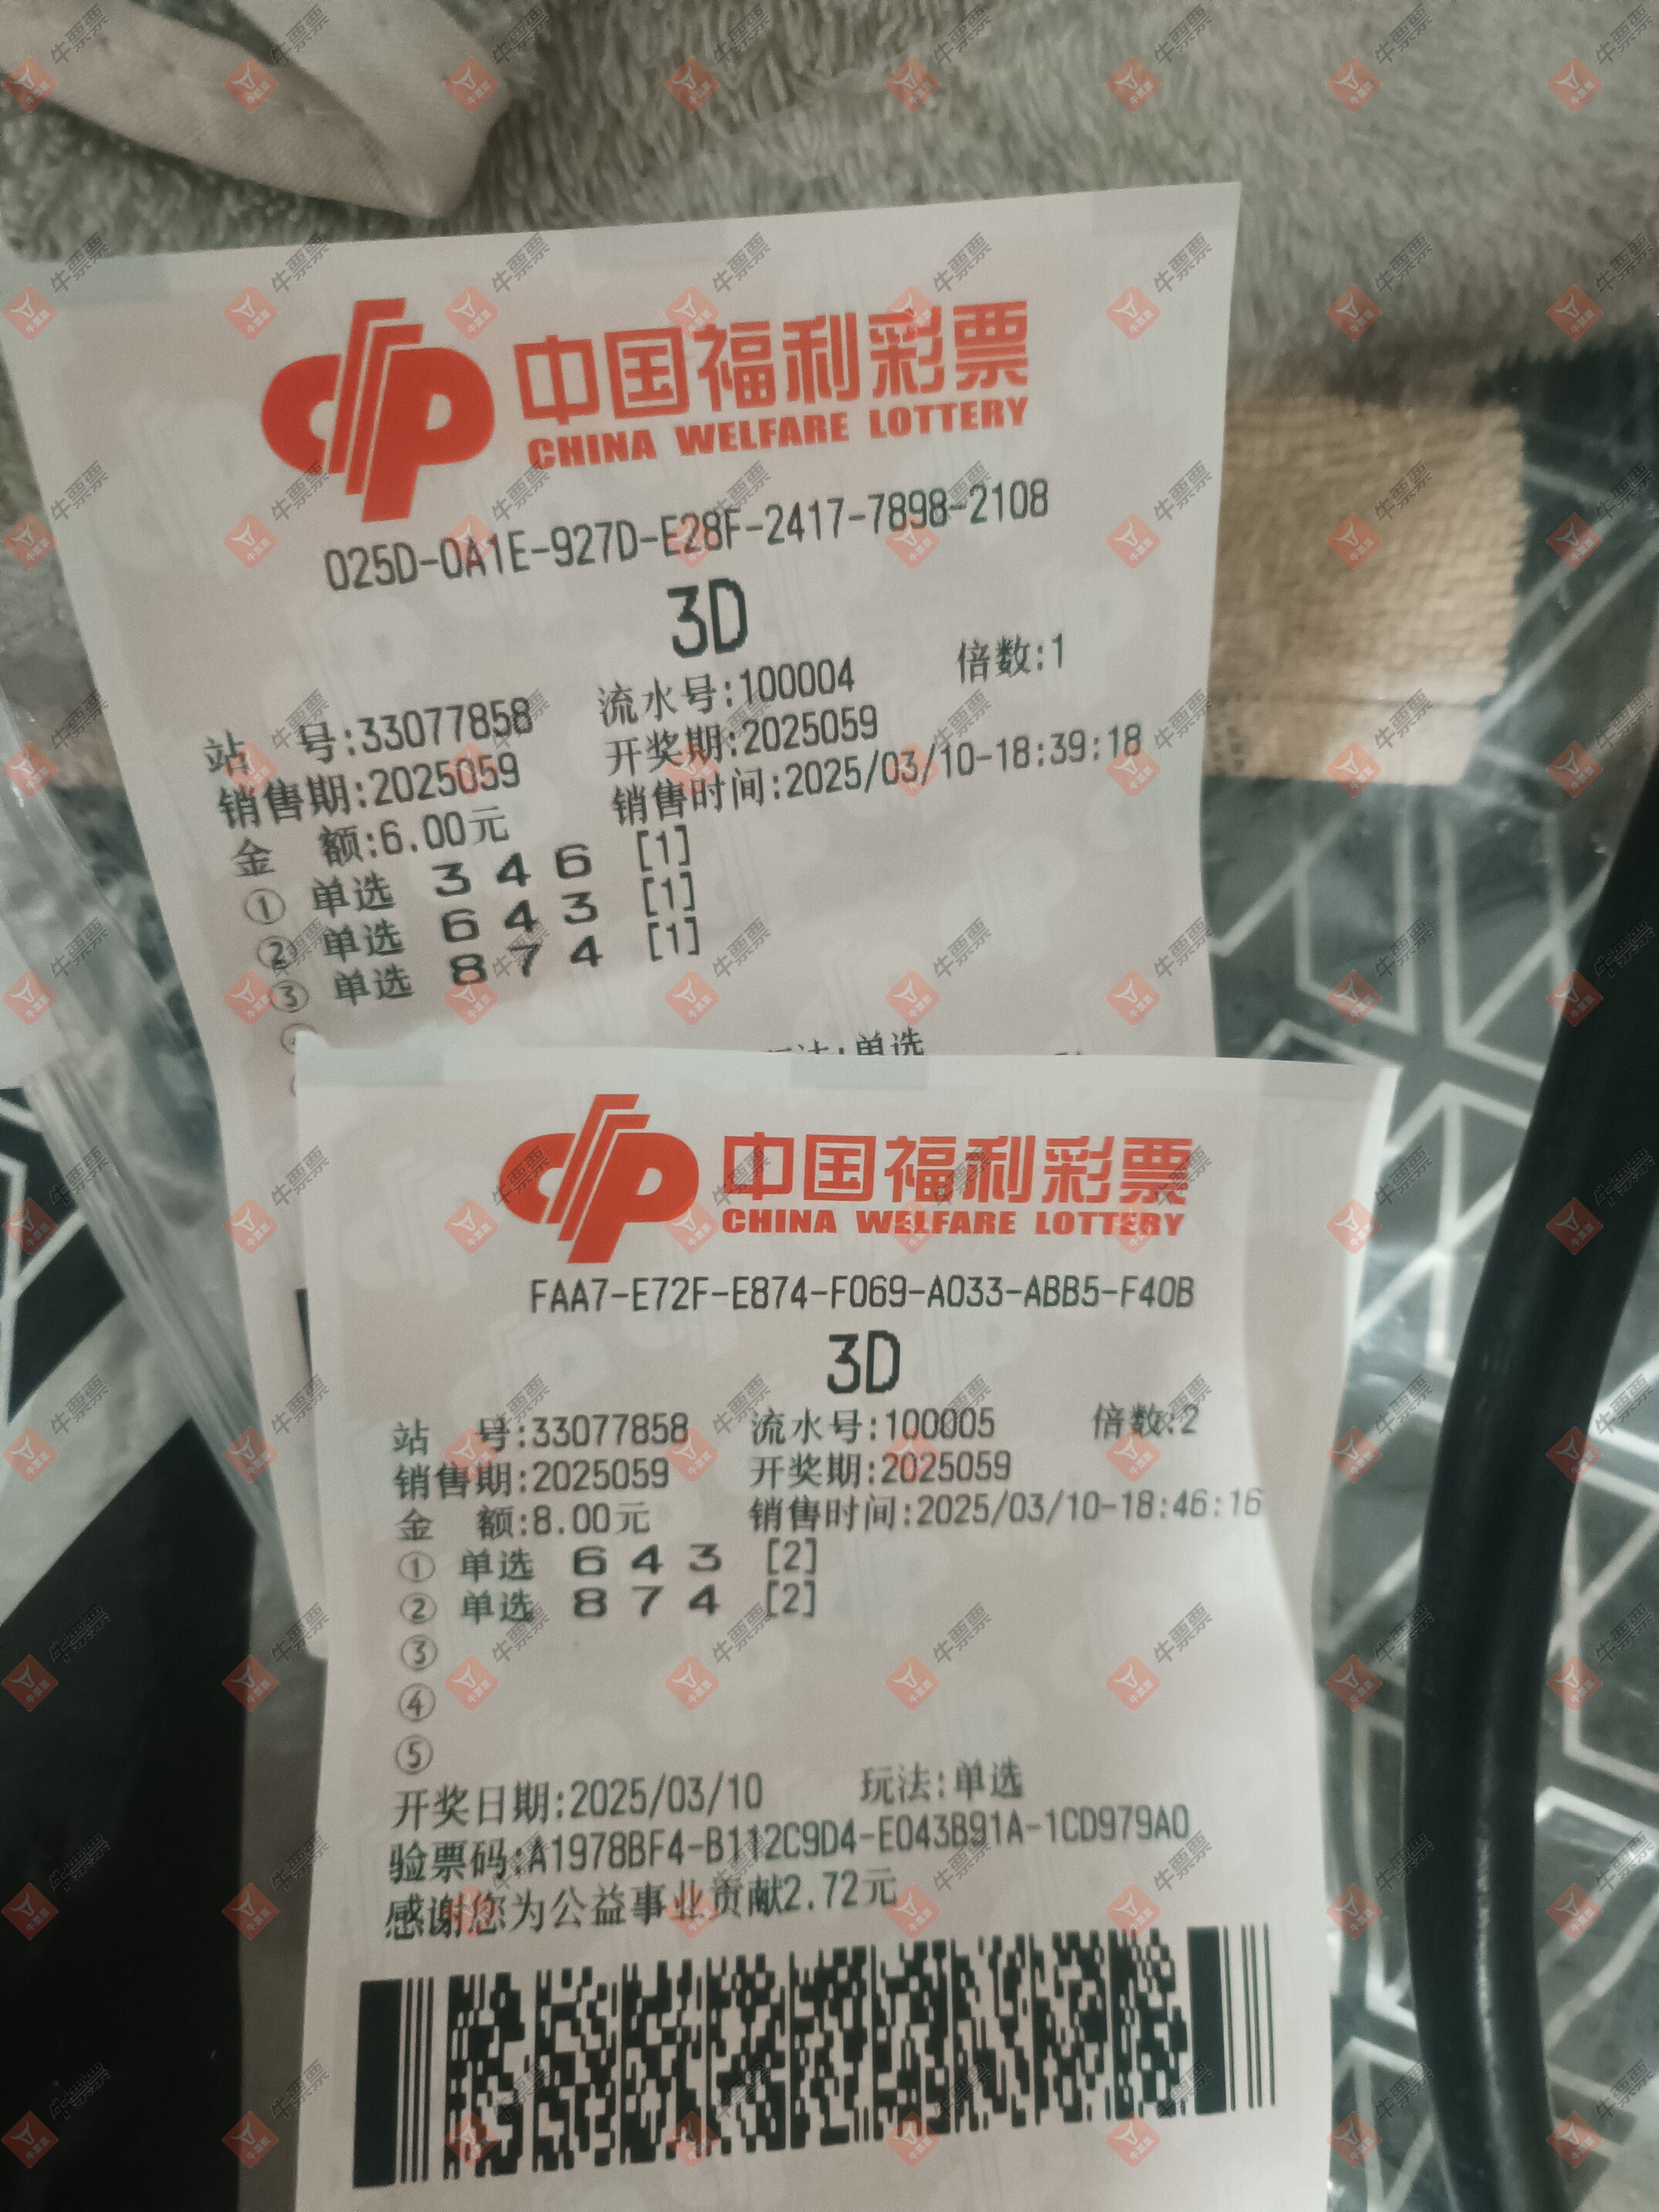 中国福利彩票
CHINA WELFARE LOTTERY
025D-0A1E-927D-E28F-2417-7898-2108
3D
站 号:33077858 流水号:100004 倍数:1
销售期:2025059 开奖期:2025059
金 额:6.00元 销售时间:2025/03/10-18:39:18
① 单选 3 4 6 [1]
② 单选 6 4 3 [1]
③ 单选 8 7 4 [1]
单选
中国福利彩票
CHINA WELFARE LOTTERY
FAA7-E72F-E874-F069-A033-ABB5-F40B
3D
站 号:33077858 流水号:100005 倍数:2
销售期:2025059 开奖期:2025059
金 额:8.00元 销售时间:2025/03/10-18:46:16
① 单选 6 4 3 [2]
② 单选 8 7 4 [2]
③
④
⑤
开奖日期:2025/03/10 玩法:单选
验票码:A1978BF4-B112C9D4-E043B91A-1CD979A0
感谢您为公益事业贡献2.72元
牛票票